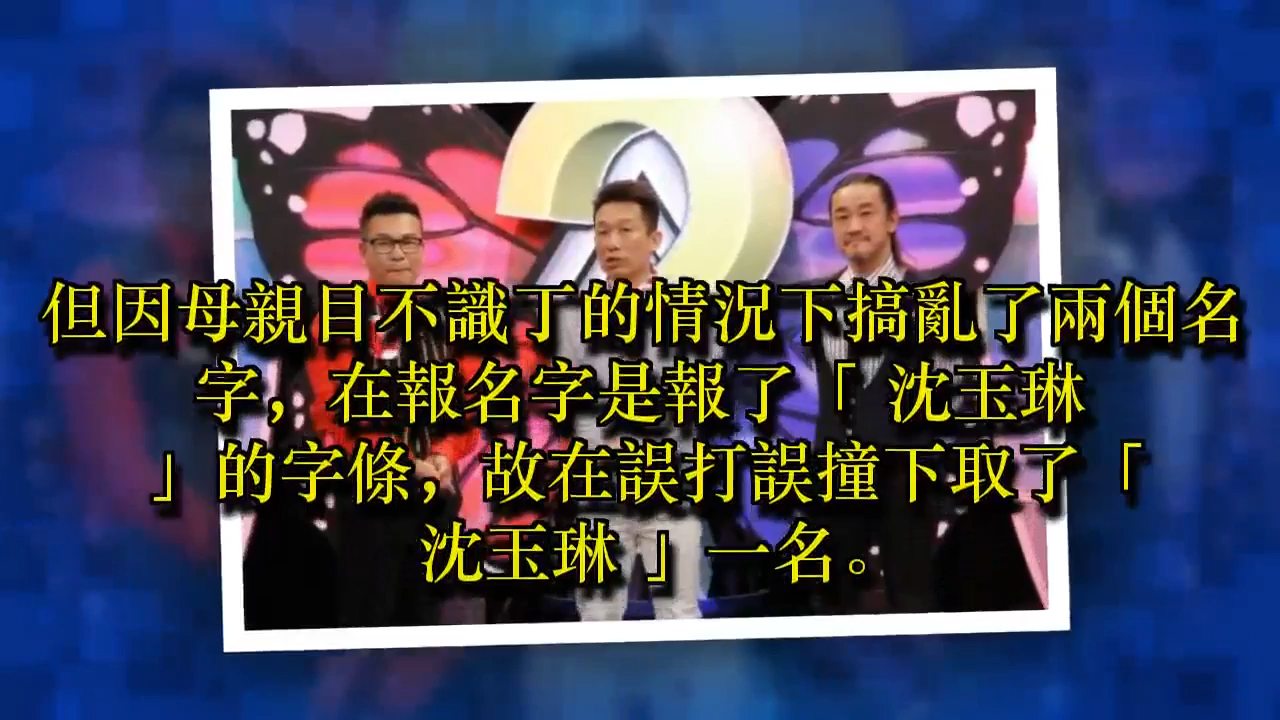 但因母親目不識丁的情況下搞亂了兩個名
字，在報名字是報了「 沈玉琳
」的字條，故在誤打誤撞下取了「
沈玉琳 」一名。